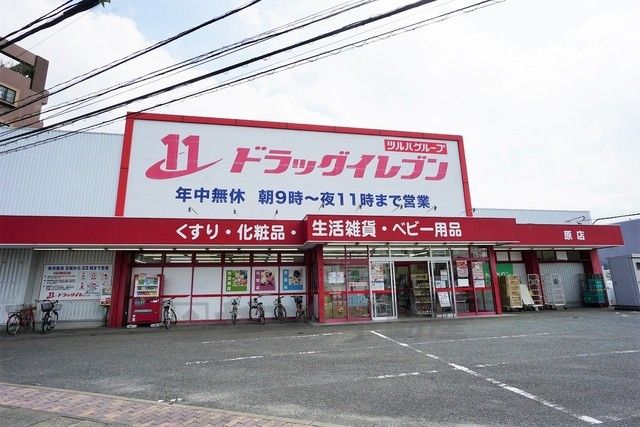 ツルハグループ
11 ドラッグイレブン
年中無休 朝9時～夜11時まで営業
くすり・化粧品・生活雑貨・ベビー用品
原店
ドラッグイレブン